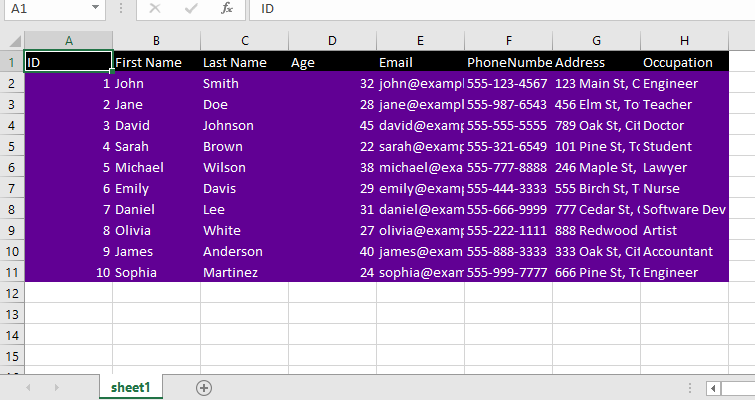 A1 fx ID
A B C D E F G H
1 ID First Name Last Name Age Email PhoneNumbe Address Occupation
2 1 John Smith 32 john@exampl 555-123-4567 123 Main St, C Engineer
3 2 Jane Doe 28 jane@exampl 555-987-6543 456 Elm St, To Teacher
4 3 David Johnson 45 david@examp 555-555-5555 789 Oak St, Cit Doctor
5 4 Sarah Brown 22 sarah@examp 555-321-6549 101 Pine St, To Student
6 5 Michael Wilson 38 michael@exa 555-777-8888 246 Maple St, Lawyer
7 6 Emily Davis 29 emily@examp 555-444-3333 555 Birch St, T Nurse
8 7 Daniel Lee 31 daniel@exam 555-666-9999 777 Cedar St, Software Dev
9 8 Olivia White 27 olivia@examp 555-222-1111 888 Redwood Artist
10 9 James Anderson 40 james@exam 555-888-3333 333 Oak St, Cit Accountant
11 10 Sophia Martinez 24 sophia@exam 555-999-7777 666 Pine St, To Engineer
12
13
14
15
sheet1